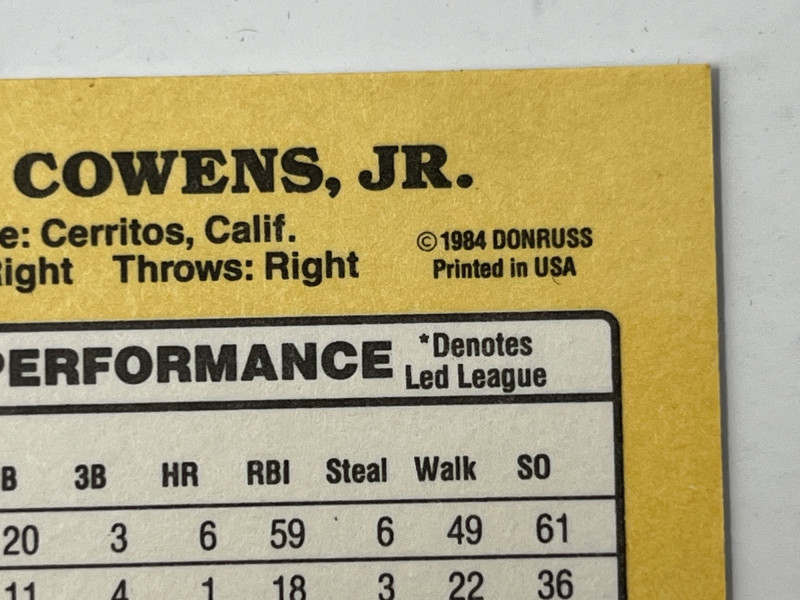 COWENS, JR.
e: Cerritos, Calif.
ight Throws: Right
©1984 DONRUSS
Printed in USA
PERFORMANCE
*Denotes
Led League
B 3B HR RBI Steal Walk SO
20 3 6 59 6 49 61
11 4 1 18 3 22 36